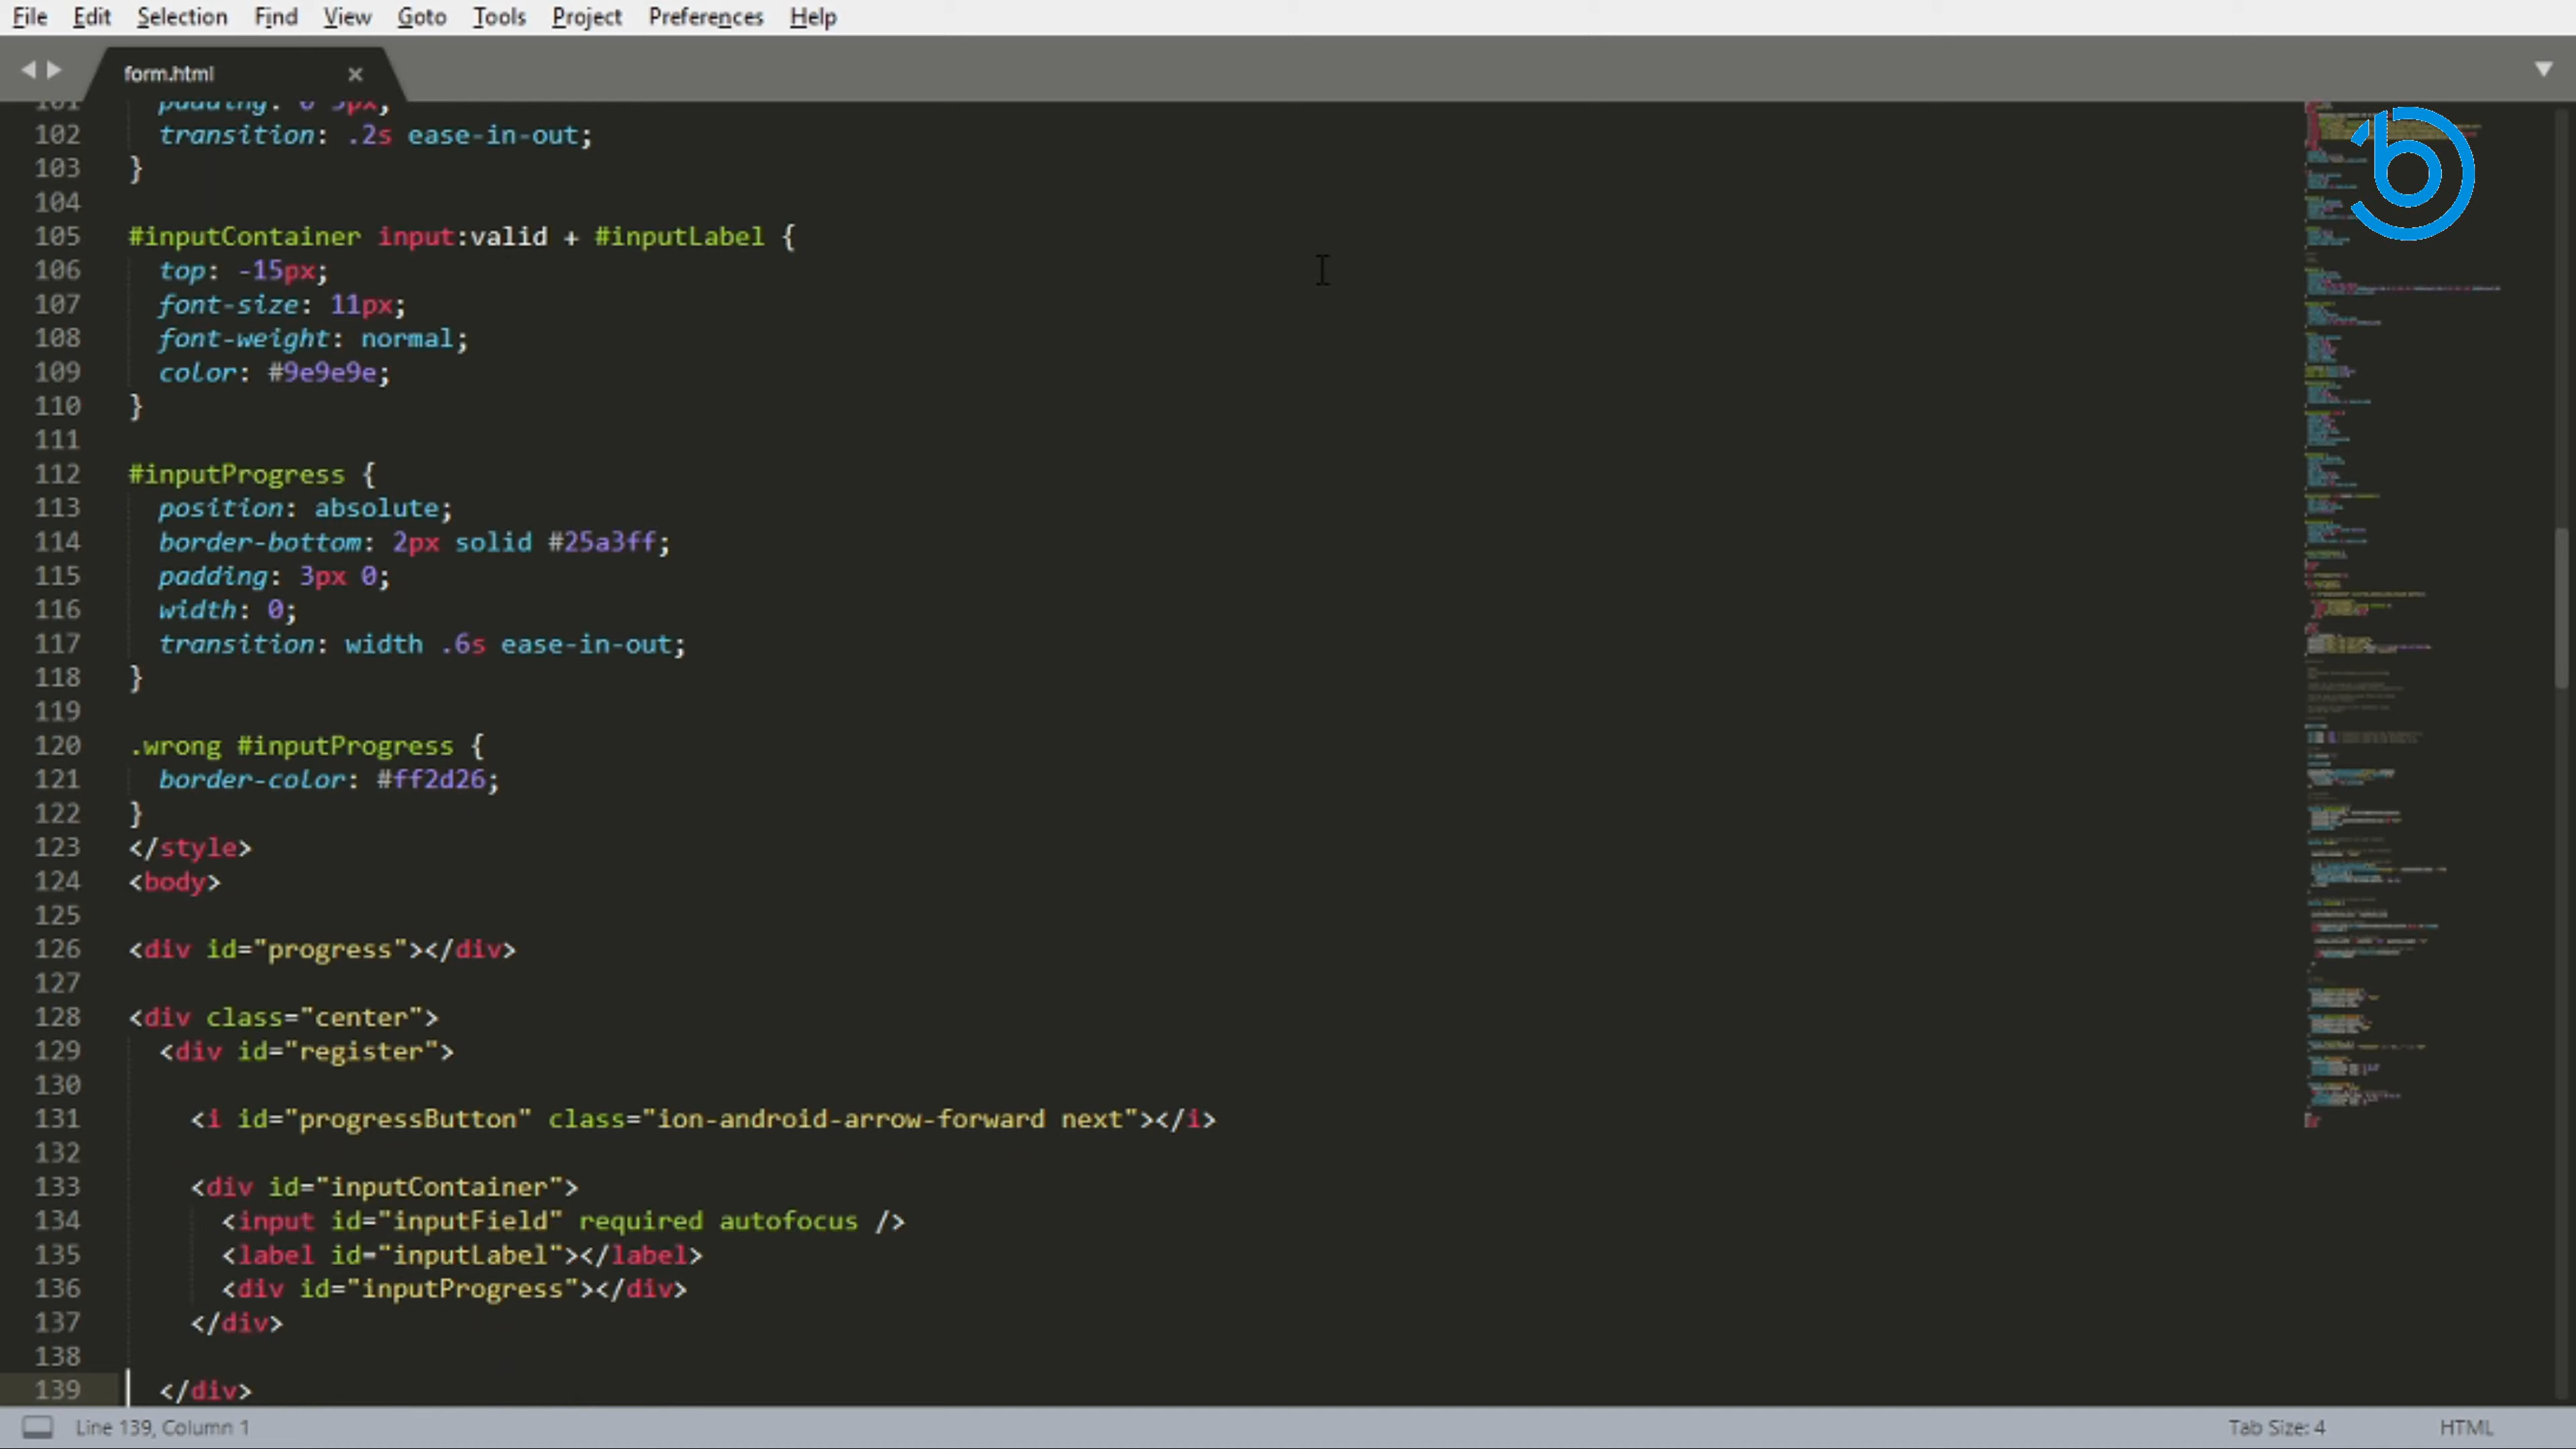 File Edit Selection Find View Goto Tools Project Preferences Help
form.html
101 padding: 0 5px;
102 transition: .2s ease-in-out;
103 }
104
105 #inputContainer input:valid + #inputLabel {
106 top: -15px;
107 font-size: 11px;
108 font-weight: normal;
109 color: #9e9e9e;
110 }
111
112 #inputProgress {
113 position: absolute;
114 border-bottom: 2px solid #25a3ff;
115 padding: 3px 0;
116 width: 0;
117 transition: width .6s ease-in-out;
118 }
119
120 .wrong #inputProgress {
121 border-color: #ff2d26;
122 }
123 </style>
124 <body>
125
126 <div id="progress"></div>
127
128 <div class="center">
129 <div id="register">
130
131 <i id="progressButton" class="ion-android-arrow-forward next"></i>
132
133 <div id="inputContainer">
134 <input id="inputField" required autofocus />
135 <label id="inputLabel"></label>
136 <div id="inputProgress"></div>
137 </div>
138
139 </div>
Line 139, Column 1 Tab Size: 4 HTML